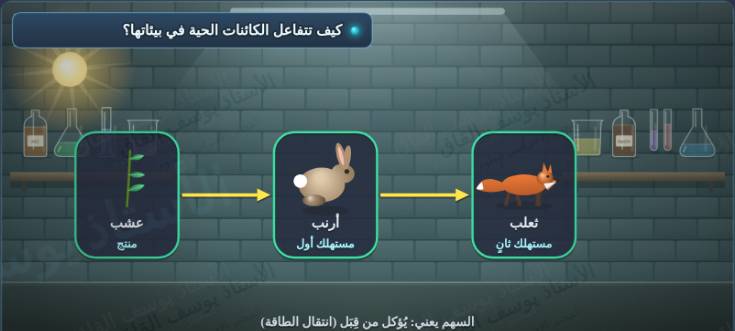 كيف تتفاعل الكائنات الحية في بيئاتها؟
عشب
منتج
أرنب
مستهلك أول
ثعلب
مستهلك ثانٍ
السهم يعني: يُؤكل من قِبَل (انتقال الطاقة)